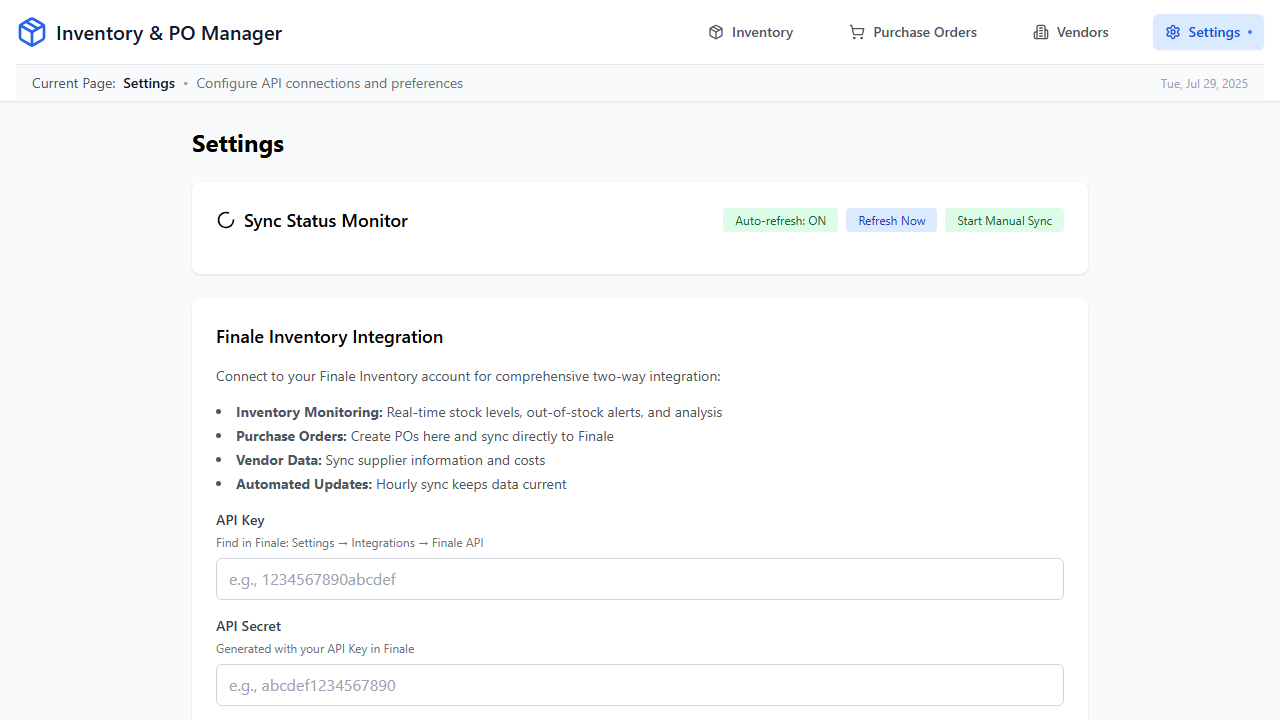 Inventory & PO Manager
Inventory
Purchase Orders
Vendors
Settings •
Current Page: Settings • Configure API connections and preferences
Tue, Jul 29, 2025
Settings
Sync Status Monitor
Auto-refresh: ON
Refresh Now
Start Manual Sync
Finale Inventory Integration
Connect to your Finale Inventory account for comprehensive two-way integration:
• Inventory Monitoring: Real-time stock levels, out-of-stock alerts, and analysis
• Purchase Orders: Create POs here and sync directly to Finale
• Vendor Data: Sync supplier information and costs
• Automated Updates: Hourly sync keeps data current
API Key
Find in Finale: Settings → Integrations → Finale API
e.g., 1234567890abcdef
API Secret
Generated with your API Key in Finale
e.g., abcdef1234567890